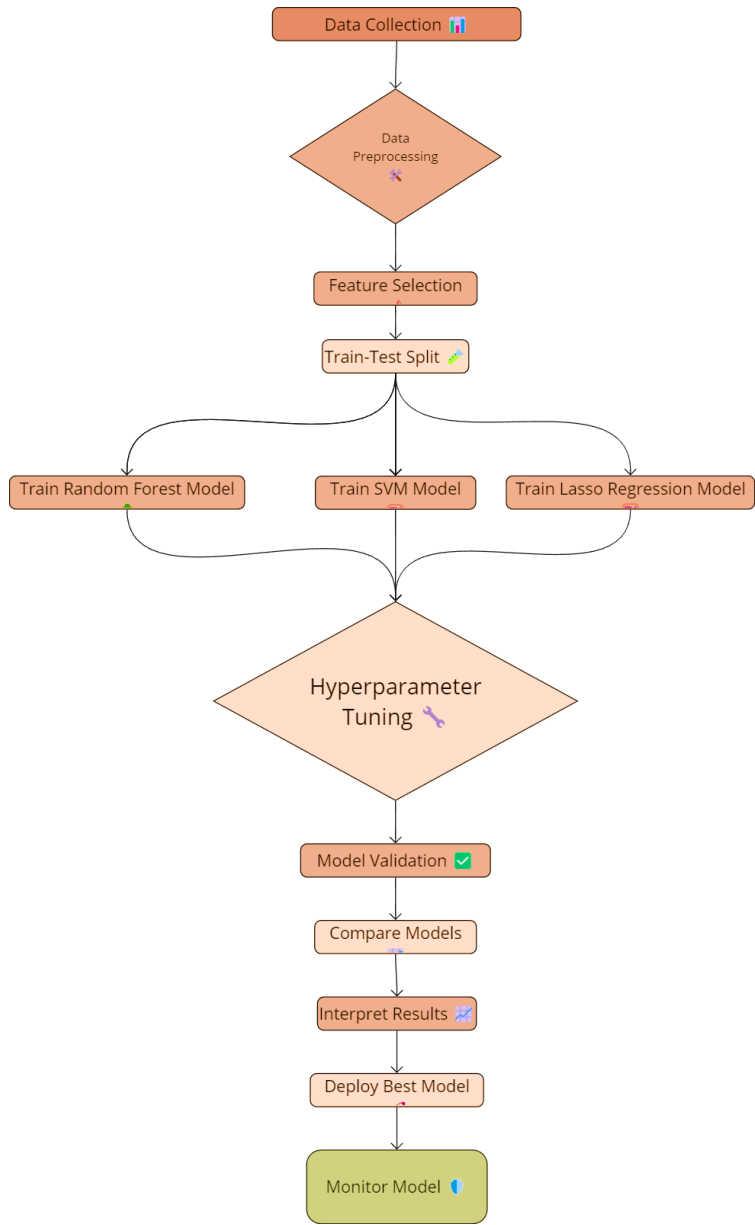 Data Collection 📊
Data
Preprocessing
🛠
Feature Selection
Train-Test Split 🧪
Train Random Forest Model
Train SVM Model
Train Lasso Regression Model
Hyperparameter
Tuning 🔧
Model Validation ✅
Compare Models
Interpret Results 📈
Deploy Best Model
Monitor Model 🛡